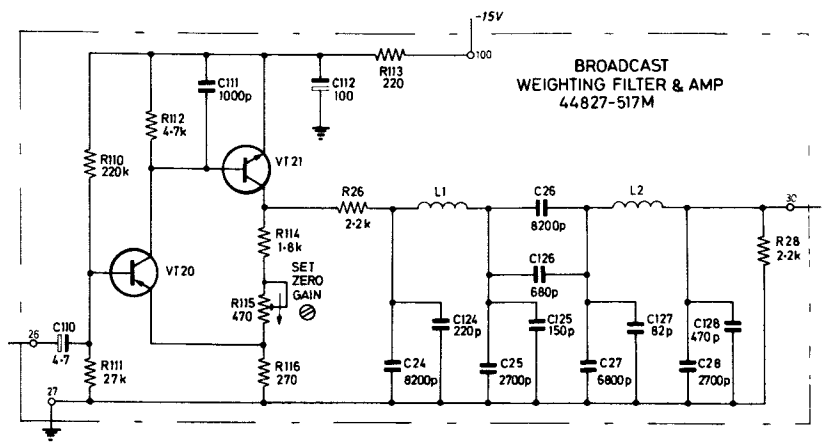 -15V
100
BROADCAST
WEIGHTING FILTER & AMP
44827-517M
R113
220
C111
1000p
C112
100
R112
4·7k
R110
220k
VT21
R26
2·2k
L1
C26
8200p
L2
30
R114
1·8k
R28
2·2k
VT20
SET
ZERO
GAIN
C126
680p
R115
470
C124
220p
C125
150p
C127
82p
C128
470p
26
C110
4·7
R111
27k
R116
270
C24
8200p
C25
2700p
C27
6800p
C28
2700p
27